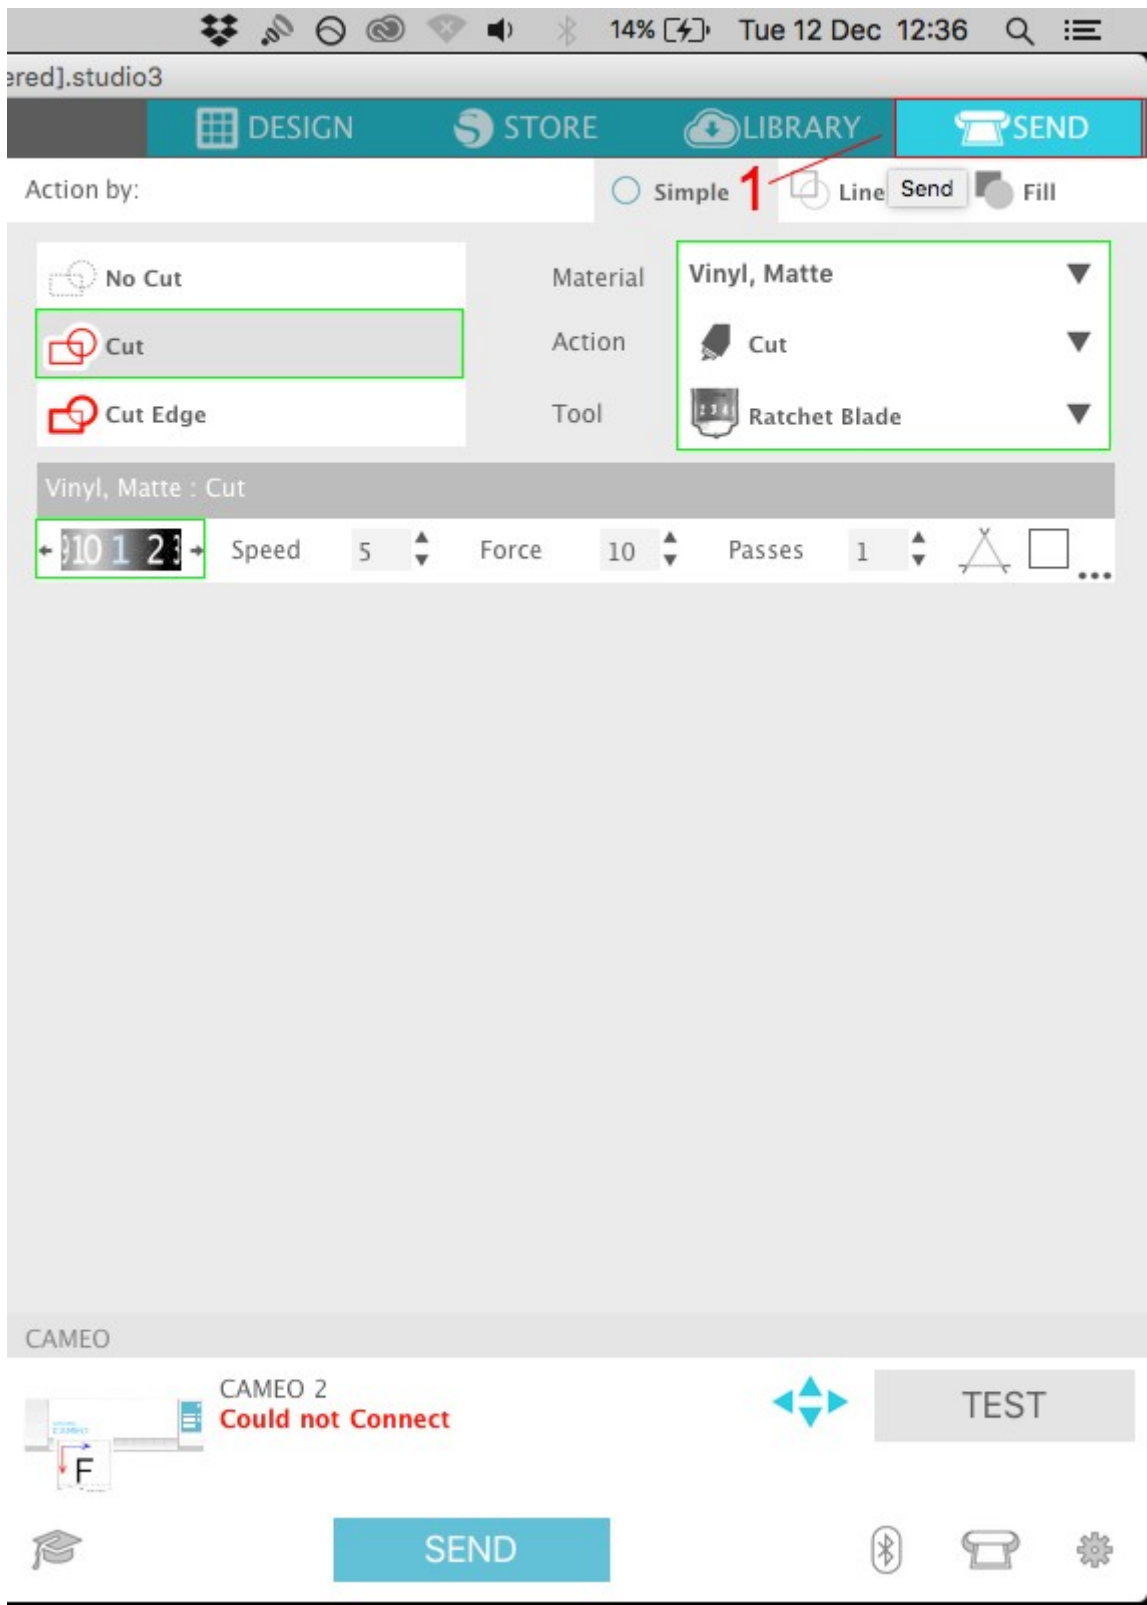 14% Tue 12 Dec 12:36
ered].studio3
DESIGN STORE LIBRARY SEND
Action by: Simple 1 Line Send Fill
No Cut Material Vinyl, Matte
Cut Action Cut
Cut Edge Tool Ratchet Blade
Vinyl, Matte : Cut
10 1 2 Speed 5 Force 10 Passes 1 ...
CAMEO
CAMEO 2 TEST
Could not Connect
F
SEND